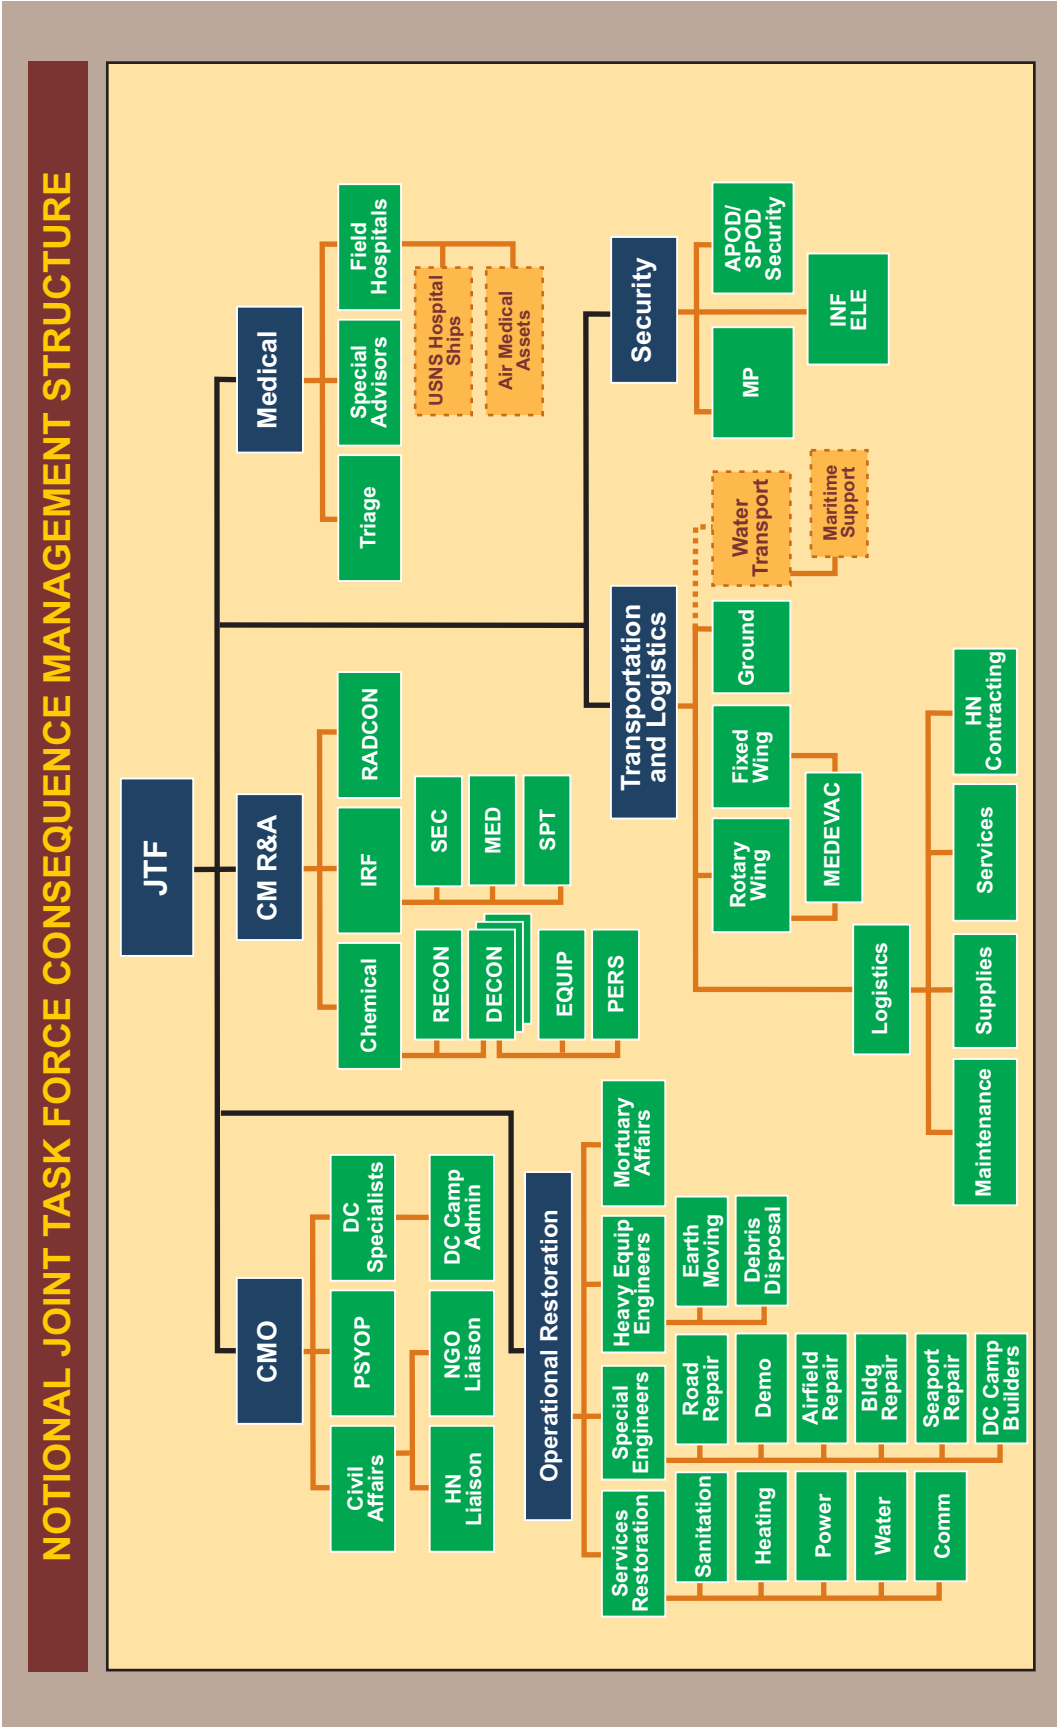 NOTIONAL JOINT TASK FORCE CONSEQUENCE MANAGEMENT STRUCTURE
JTF
CMO
CM R&A
Medical
Civil
Affairs
PSYOP
DC
Specialists
HN
Liaison
NGO
Liaison
DC Camp
Admin
Chemical
IRF
RADCON
RECON
DECON
EQUIP
PERS
SEC
MED
SPT
Triage
Special
Advisors
Field
Hospitals
USNS Hospital
Ships
Air Medical
Assets
Operational Restoration
Services
Restoration
Special
Engineers
Heavy Equip
Engineers
Mortuary
Affairs
Sanitation
Heating
Power
Water
Comm
Road
Repair
Demo
Airfield
Repair
Bldg
Repair
Seaport
Repair
DC Camp
Builders
Earth
Moving
Debris
Disposal
Transportation
and Logistics
Rotary
Wing
Fixed
Wing
Ground
Water
Transport
MEDEVAC
Maritime
Support
Logistics
Maintenance
Supplies
Services
HN
Contracting
Security
MP
APOD/
SPOD
Security
INF
ELE